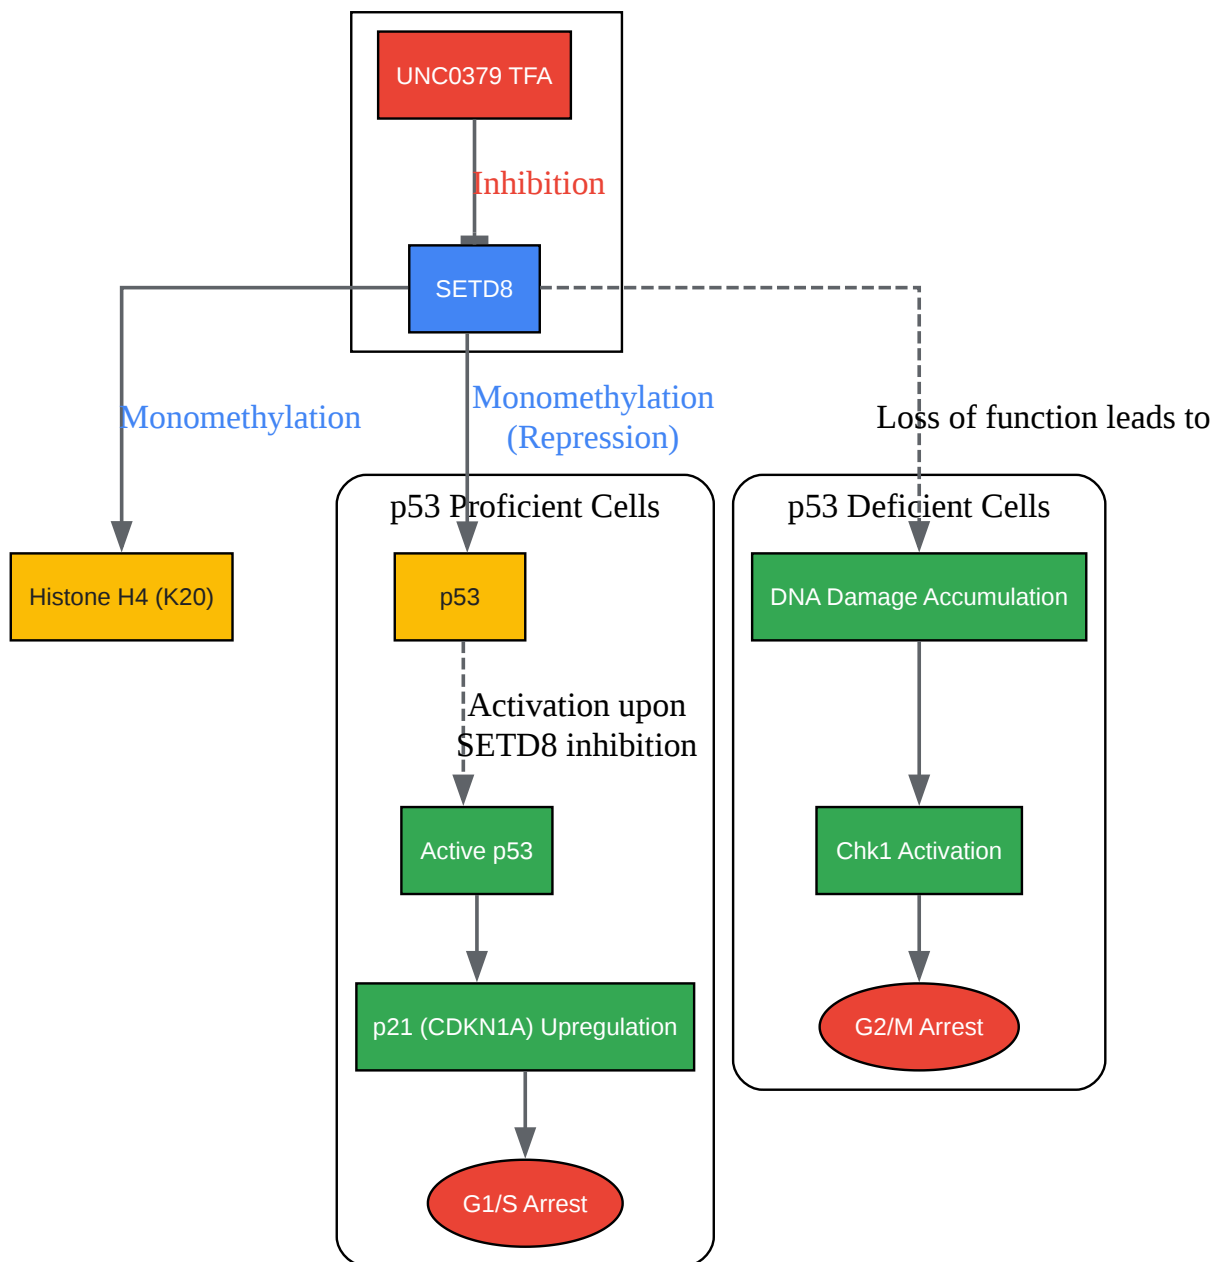 UNC0379 TFA
Inhibition
SETD8
Monomethylation
Monomethylation
(Repression)
Loss of function leads to
p53 Proficient Cells
p53 Deficient Cells
Histone H4 (K20)
p53
DNA Damage Accumulation
Activation upon
SETD8 inhibition
Active p53
Chk1 Activation
p21 (CDKN1A) Upregulation
G2/M Arrest
G1/S Arrest